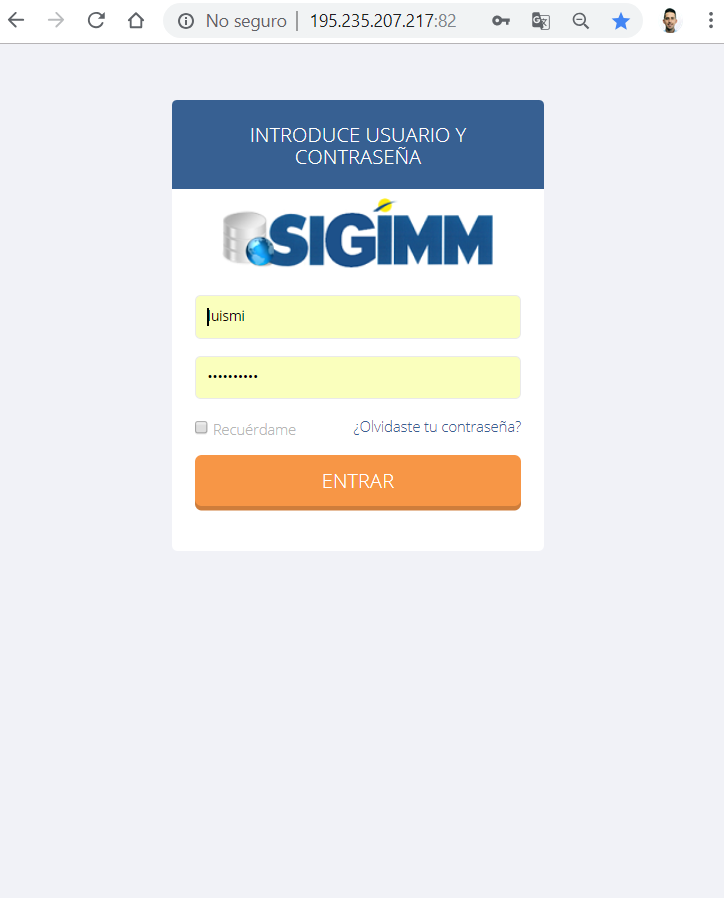 No seguro | 195.235.207.217:82
INTRODUCE USUARIO Y
CONTRASEÑA
SIGIMM
luismi
••••••••••
Recuérdame ¿Olvidaste tu contraseña?
ENTRAR